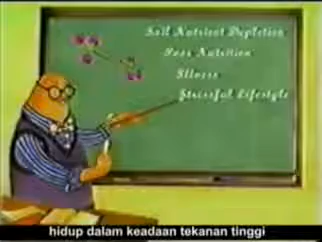 Soil Nutrient Depletion
Poor Nutrition
Illness
Stressful Lifestyle
hidup dalam keadaan tekanan tinggi